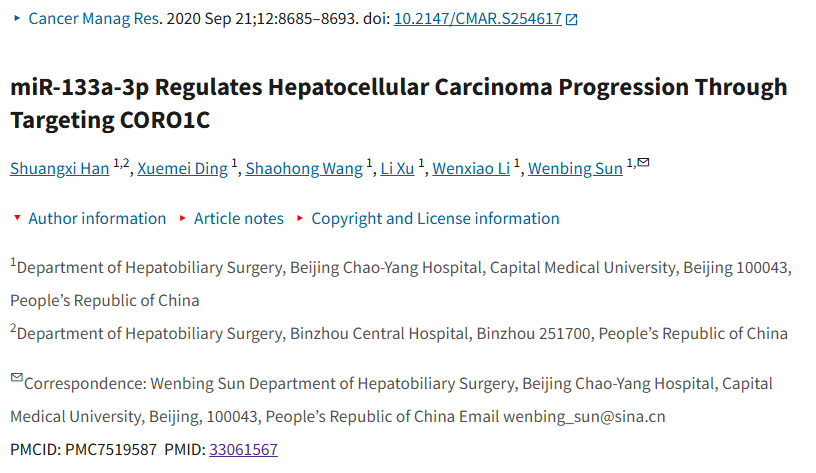 Cancer Manag Res. 2020 Sep 21;12:8685–8693. doi: 10.2147/CMAR.S254617
miR-133a-3p Regulates Hepatocellular Carcinoma Progression Through
Targeting CORO1C
Shuangxi Han 1,2, Xuemei Ding 1, Shaohong Wang 1, Li Xu 1, Wenxiao Li 1, Wenbing Sun 1,✉
Author information Article notes Copyright and License information
1Department of Hepatobiliary Surgery, Beijing Chao-Yang Hospital, Capital Medical University, Beijing 100043,
People’s Republic of China
2Department of Hepatobiliary Surgery, Binzhou Central Hospital, Binzhou 251700, People’s Republic of China
✉Correspondence: Wenbing Sun Department of Hepatobiliary Surgery, Beijing Chao-Yang Hospital, Capital
Medical University, Beijing, 100043, People’s Republic of China Email wenbing_sun@sina.cn
PMCID: PMC7519587 PMID: 33061567